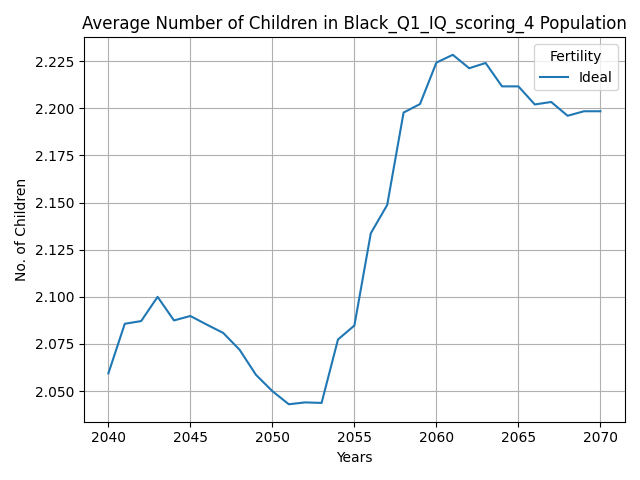 Average Number of Children in Black_Q1_IQ_scoring_4 Population
Fertility
Ideal
No. of Children
2.225
2.200
2.175
2.150
2.125
2.100
2.075
2.050
2040 2045 2050 2055 2060 2065 2070
Years